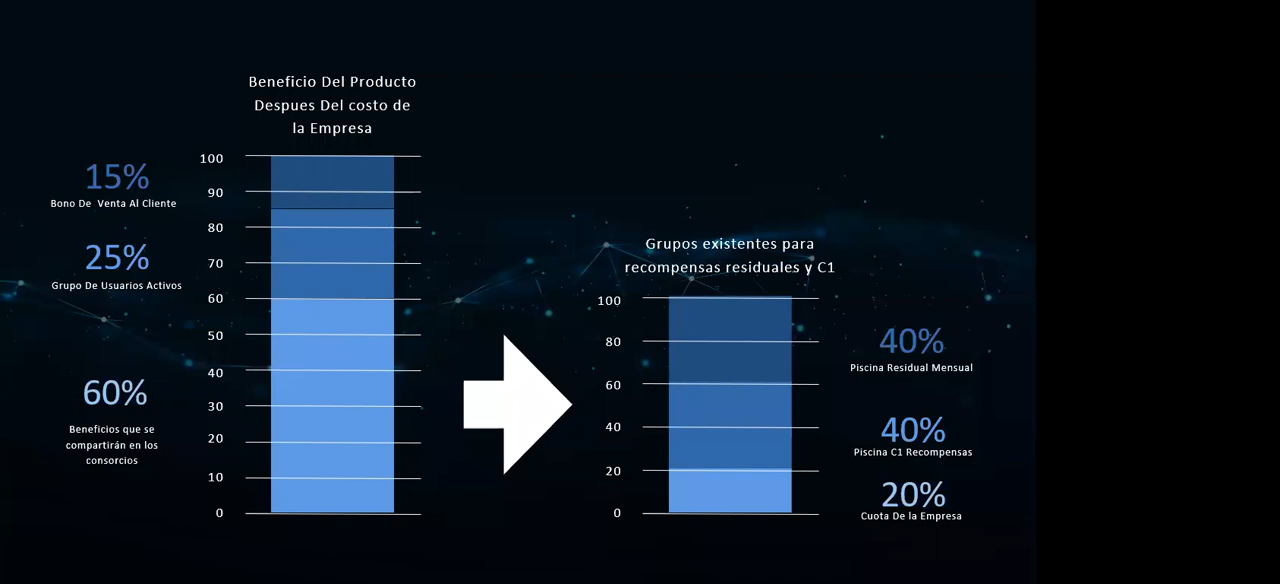 Beneficio Del Producto
Despues Del costo de
la Empresa
15%
Bono De Venta Al Cliente
25%
Grupo De Usuarios Activos
60%
Beneficios que se
compartirán en los
consorcios
100
90
80
70
60
50
40
30
20
10
0
Grupos existentes para
recompensas residuales y C1
100
80
60
40
20
0
40%
Piscina Residual Mensual
40%
Piscina C1 Recompensas
20%
Cuota De la Empresa